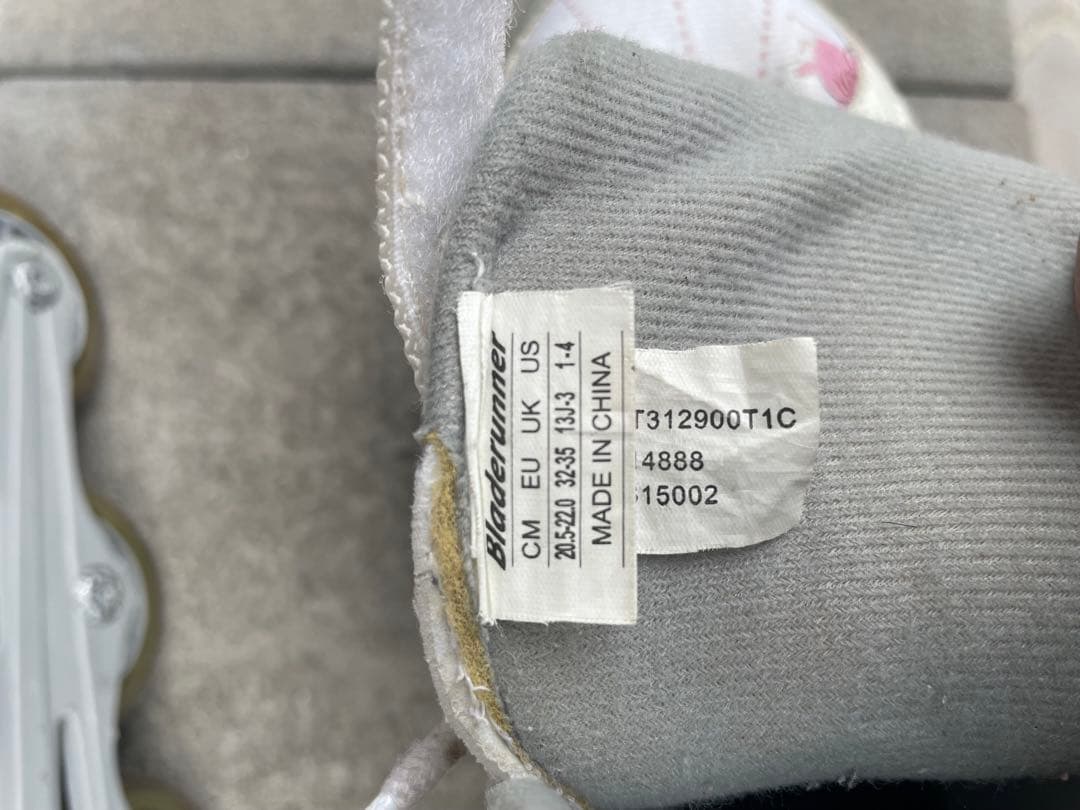 Bladerunner
CM EU UK US
20.5-22.0 32-35 13J-3 1-4
MADE IN CHINA
T312900T1C
14888
15002